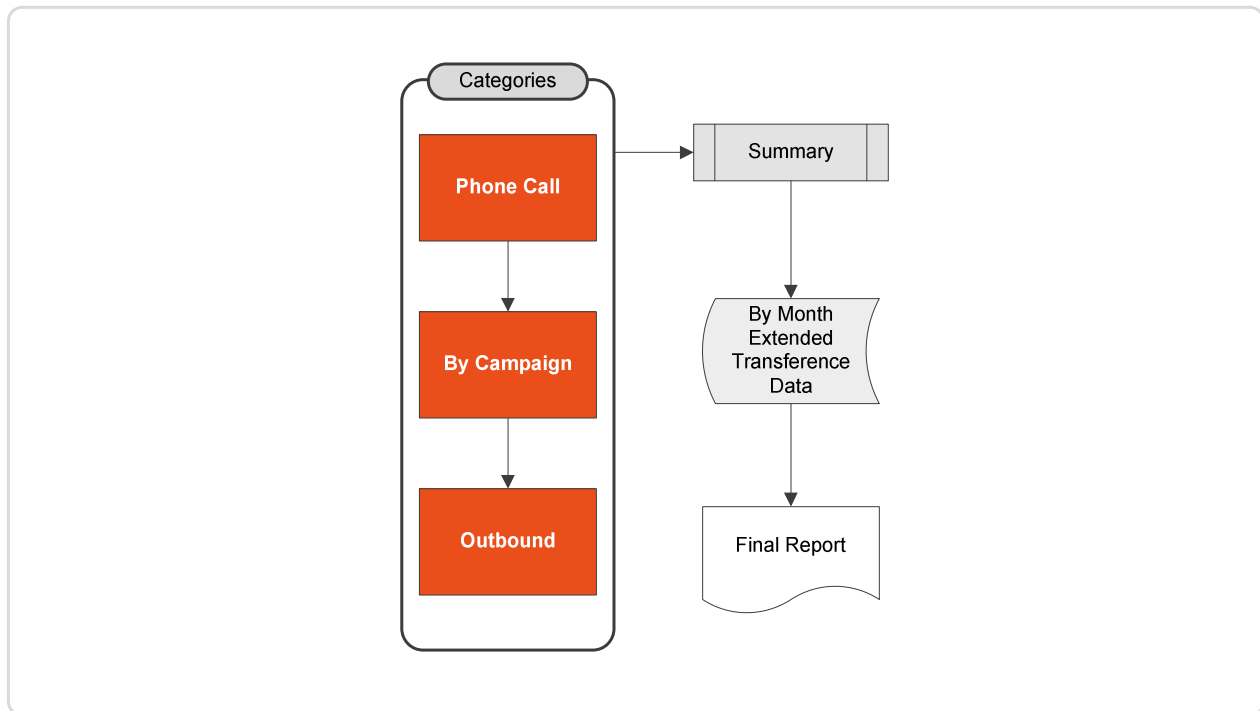 Categories
Phone Call
By Campaign
Outbound
Summary
By Month
Extended
Transference
Data
Final Report